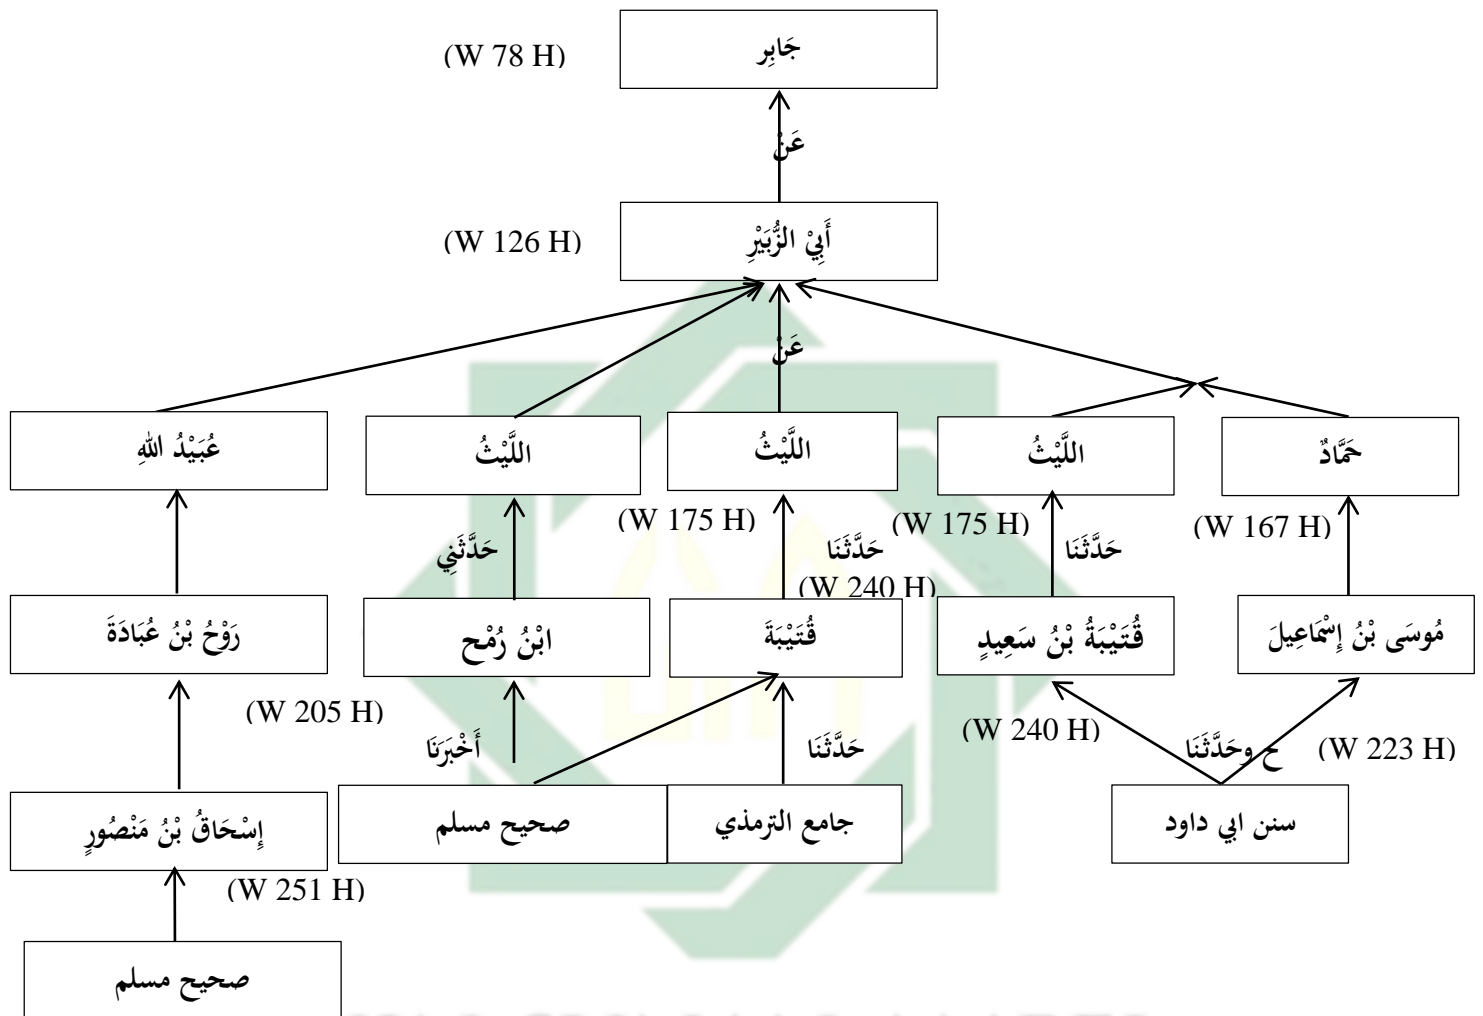 جَابِر
(W 78 H)
عَنْ
أَبِيْ الزُّبَيْرِ
(W 126 H)
عَنْ
عُبَيْدُ اللهِ
اللَّيْثُ
اللَّيْثُ
اللَّيْثُ
حَمَّادٌ
(W 175 H)
(W 175 H)
(W 167 H)
حَدَّثَنِي
حَدَّثَنَا
حَدَّثَنَا
(W 240 H)
رَوْحُ بْنُ عُبَادَةَ
ابْنُ رُمْح
قُتَيْبَةَ
قُتَيْبَةُ بْنُ سَعِيدٍ
مُوسَى بْنُ إِسْمَاعِيلَ
(W 205 H)
(W 240 H)
أَخْبَرَنَا
حَدَّثَنَا
ح وحَدَّثَنَا
(W 223 H)
إِسْحَاقُ بْنُ مَنْصُورٍ
صحيح مسلم
جامع الترمذي
سنن ابي داود
(W 251 H)
صحيح مسلم